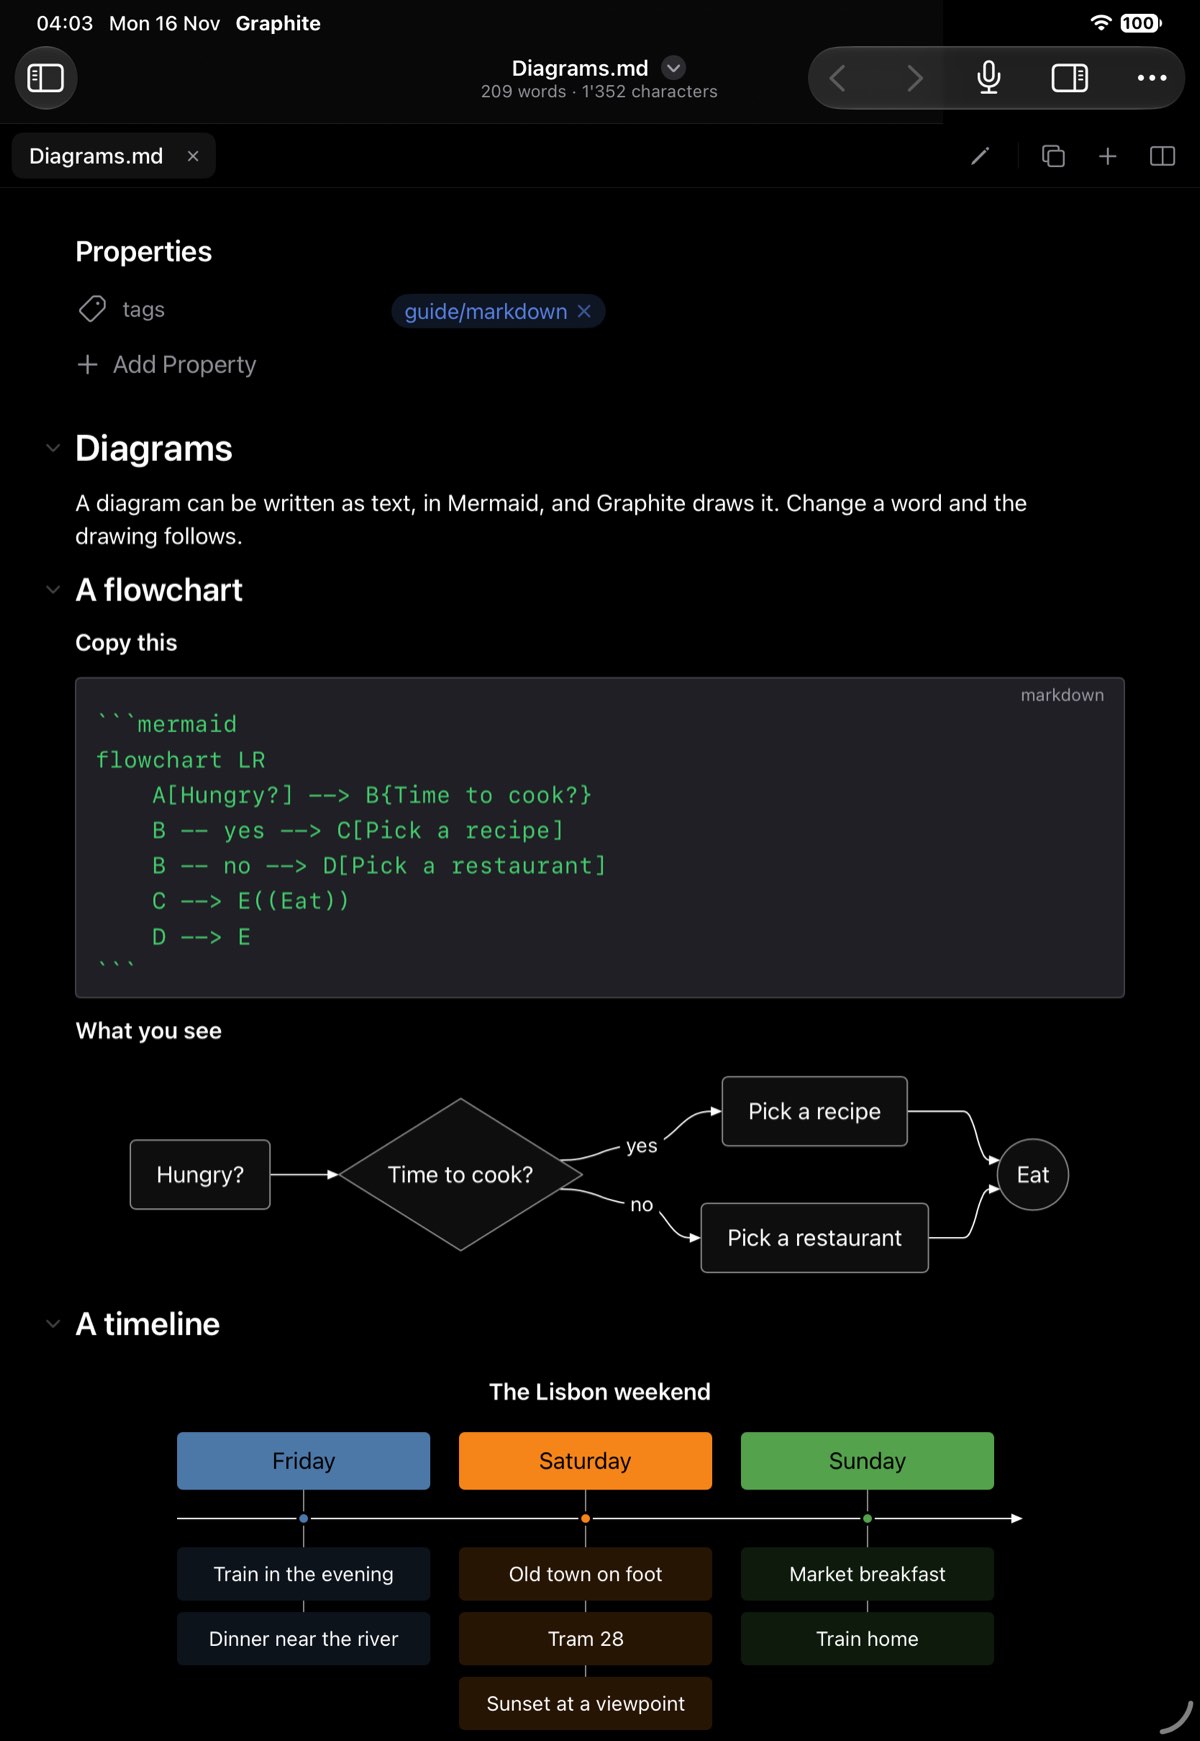 04:03 Mon 16 Nov Graphite
100
Diagrams.md
209 words · 1'352 characters
Diagrams.md
Properties
tags
guide/markdown
Add Property
Diagrams
A diagram can be written as text, in Mermaid, and Graphite draws it. Change a word and the
drawing follows.
A flowchart
Copy this
markdown
```mermaid
flowchart LR
    A[Hungry?] --> B{Time to cook?}
    B -- yes --> C[Pick a recipe]
    B -- no --> D[Pick a restaurant]
    C --> E((Eat))
    D --> E
```
What you see
Hungry?
Time to cook?
yes
no
Pick a recipe
Pick a restaurant
Eat
A timeline
The Lisbon weekend
Friday
Train in the evening
Dinner near the river
Saturday
Old town on foot
Tram 28
Sunset at a viewpoint
Sunday
Market breakfast
Train home